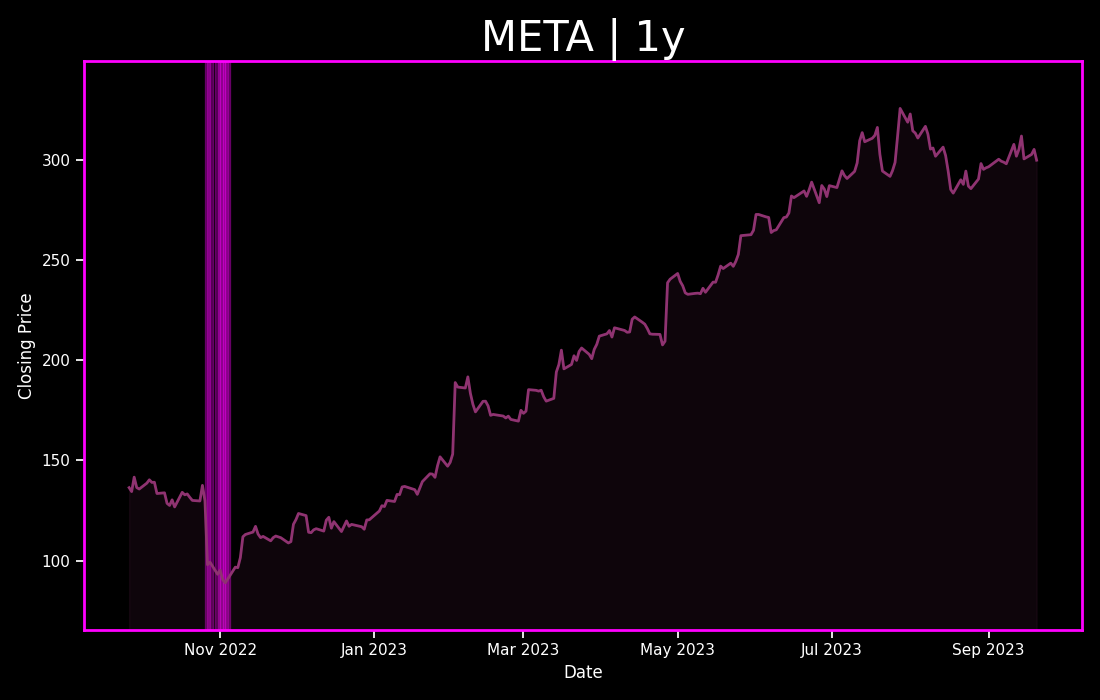 META | 1y
Closing Price
300
250
200
150
100
Nov 2022
Jan 2023
Mar 2023
May 2023
Jul 2023
Sep 2023
Date